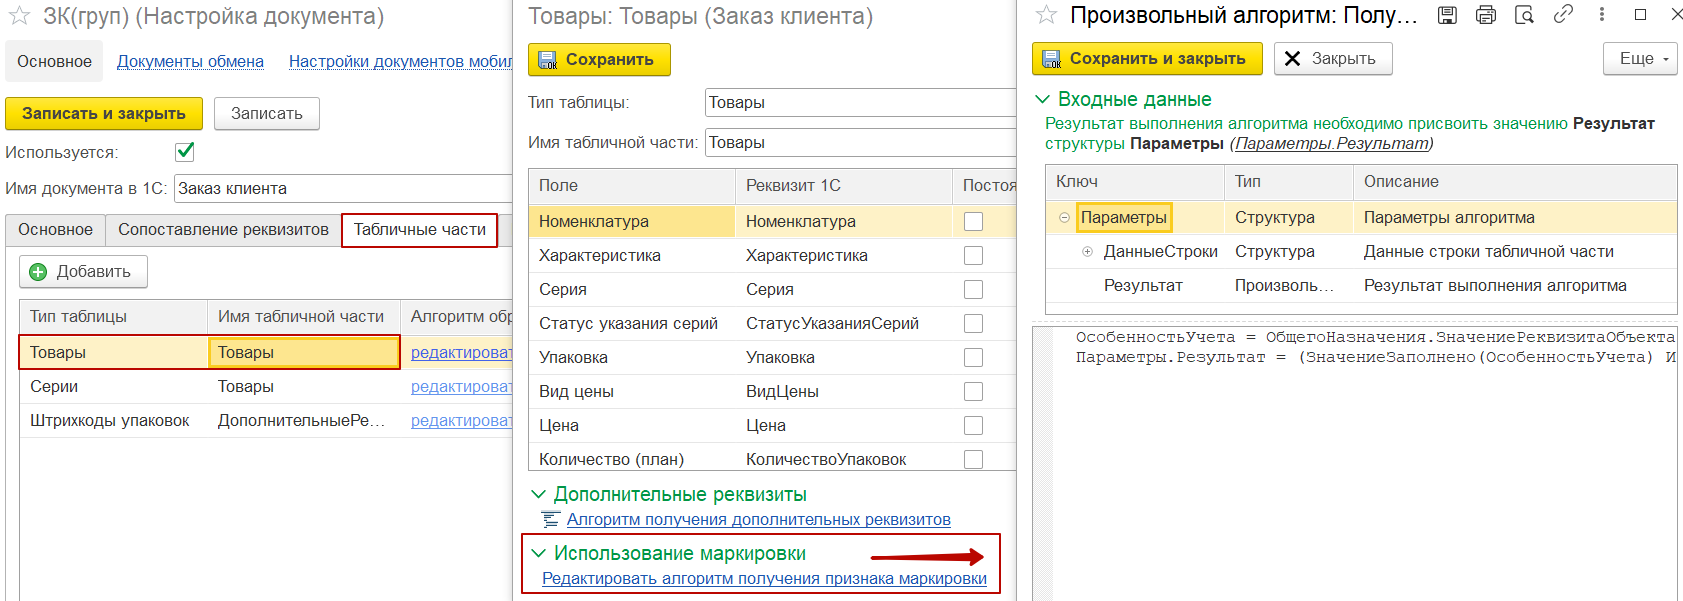 ЗК(груп) (Настройка документа)
Основное Документы обмена Настройки документов мобил
Записать и закрыть Записать
Используется:
Имя документа в 1С: Заказ клиента
Основное Сопоставление реквизитов Табличные части
Добавить
Тип таблицы Имя табличной части Алгоритм обр
Товары Товары редактироват
Серии Товары редактироват
Штрихкоды упаковок ДополнительныеРе... редактироват
Товары: Товары (Заказ клиента)
Сохранить
Тип таблицы: Товары
Имя табличной части: Товары
Поле Реквизит 1С Постоя
Номенклатура Номенклатура
Характеристика Характеристика
Серия Серия
Статус указания серий СтатусУказанияСерий
Упаковка Упаковка
Вид цены ВидЦены
Цена Цена
Количество (план) КоличествоУпаковок
Дополнительные реквизиты
Алгоритм получения дополнительных реквизитов
Использование маркировки
Редактировать алгоритм получения признака маркировки
Произвольный алгоритм: Полу...
Сохранить и закрыть Закрыть Еще
Входные данные
Результат выполнения алгоритма необходимо присвоить значению Результат
структуры Параметры (Параметры.Результат)
Ключ Тип Описание
Параметры Структура Параметры алгоритма
ДанныеСтроки Структура Данные строки табличной части
Результат Произволь... Результат выполнения алгоритма
ОсобенностьУчета = ОбщегоНазначения.ЗначениеРеквизитаОбъекта
Параметры.Результат = (ЗначениеЗаполнено(ОсобенностьУчета) И